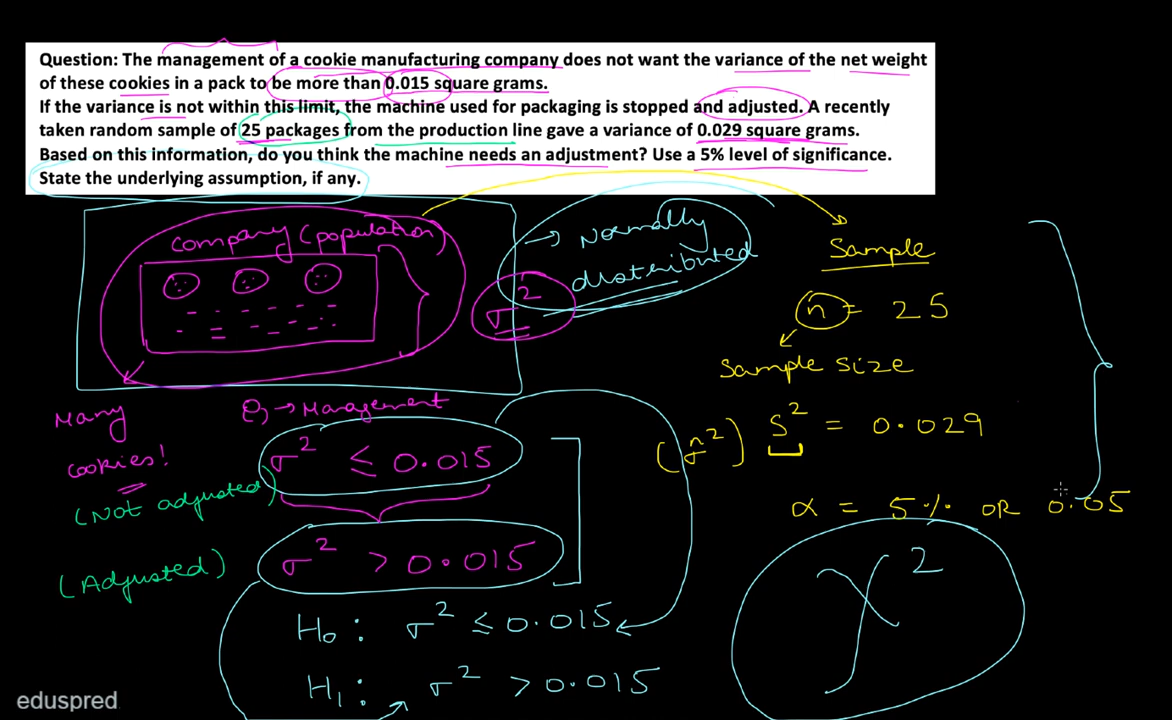 Question: The management of a cookie manufacturing company does not want the variance of the net weight
of these cookies in a pack to be more than 0.015 square grams.
If the variance is not within this limit, the machine used for packaging is stopped and adjusted. A recently
taken random sample of 25 packages from the production line gave a variance of 0.029 square grams.
Based on this information, do you think the machine needs an adjustment? Use a 5% level of significance.
State the underlying assumption, if any.
Company (population)
→ Normally
distributed
σ²
Sample
n = 25
Sample size
Many
cookies!
→ Management
σ² ≤ 0.015
(Not adjusted)
σ² > 0.015
(Adjusted)
(σ̂²) S² = 0.029
α = 5% OR 0.05
χ²
H₀: σ² ≤ 0.015
H₁: σ² > 0.015
eduspred